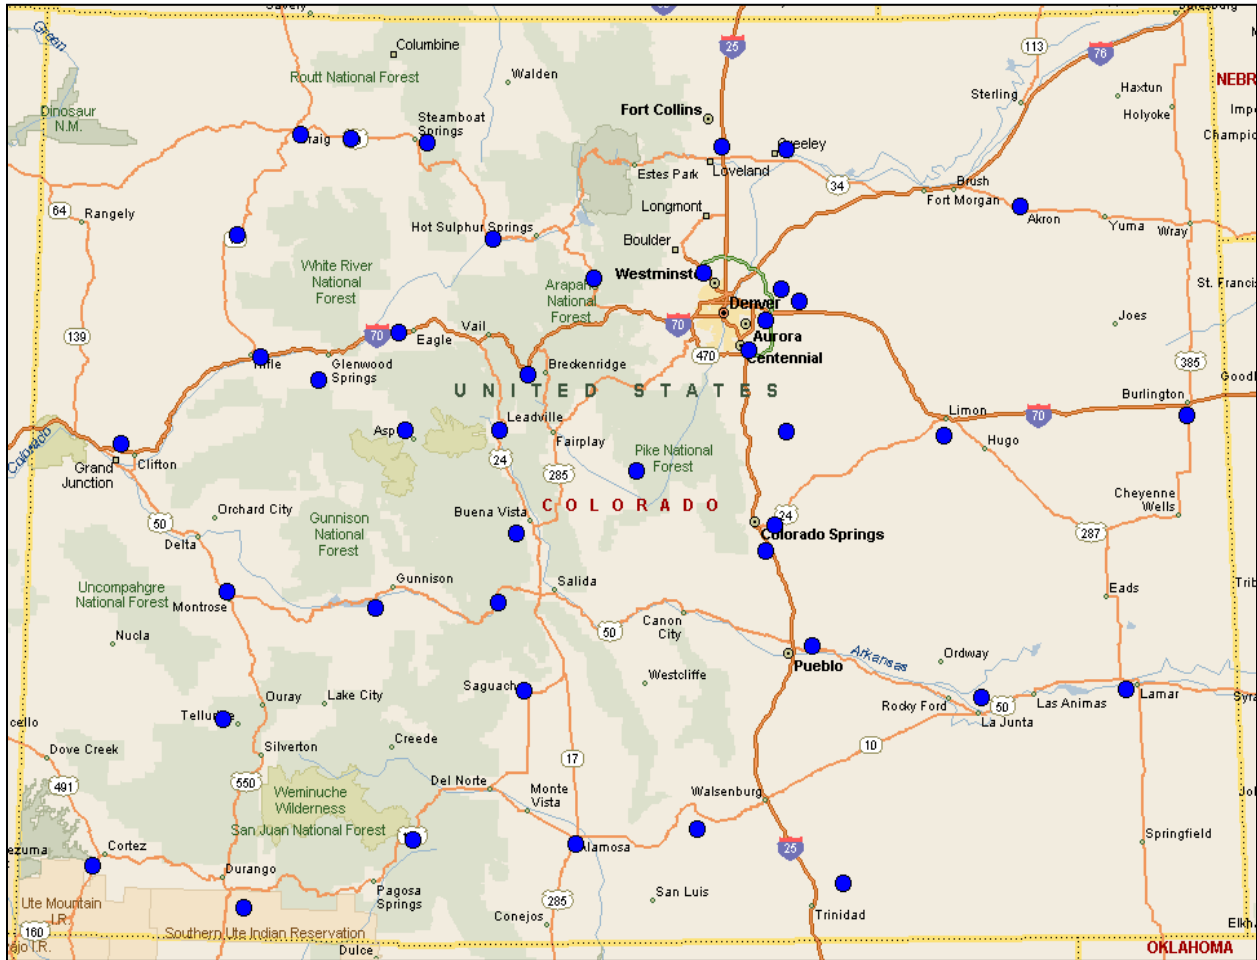 Green
Columbine
25
113
76
NEBR
Routt National Forest
Walden
Haxtun
Sterling
Holyoke
Dinosaur
N.M.
Fort Collins
Steamboat
Springs
Greeley
Loveland
Estes Park
34
Brush
Fort Morgan
64
Rangely
Longmont
Akron
Yuma
Wray
Hot Sulphur Springs
Boulder
White River
National
Forest
Arapaho
National
Forest
St. Francis
Denver
139
70
Eagle
Vail
70
Aurora
Joes
470
Centennial
385
Glenwood
Springs
Breckenridge
UNITED STATES
Burlington
Leadville
Limon
70
Colorado
Fairplay
Hugo
Grand
Junction
Clifton
24
285
Pike National
Forest
COLORADO
Cheyenne
Wells
50
Orchard City
Gunnison
National
Forest
Buena Vista
24
Colorado Springs
287
Delta
Uncompahgre
National Forest
Gunnison
Salida
Eads
Montrose
Nucla
50
Canon
City
Arkansas
Ordway
Pueblo
Westcliffe
Ouray
Lake City
Rocky Ford
50
Las Animas
Lamar
La Junta
Dove Creek
Silverton
Creede
17
10
491
550
Del Norte
Monte
Vista
Walsenburg
Weminuche
Wilderness
San Juan National Forest
25
Springfield
Cortez
Alamosa
Durango
Pagosa
Springs
San Luis
Ute Mountain
I.R.
285
Trinidad
Conejos
160
Southern Ute Indian Reservation
Dulce
OKLAHOMA